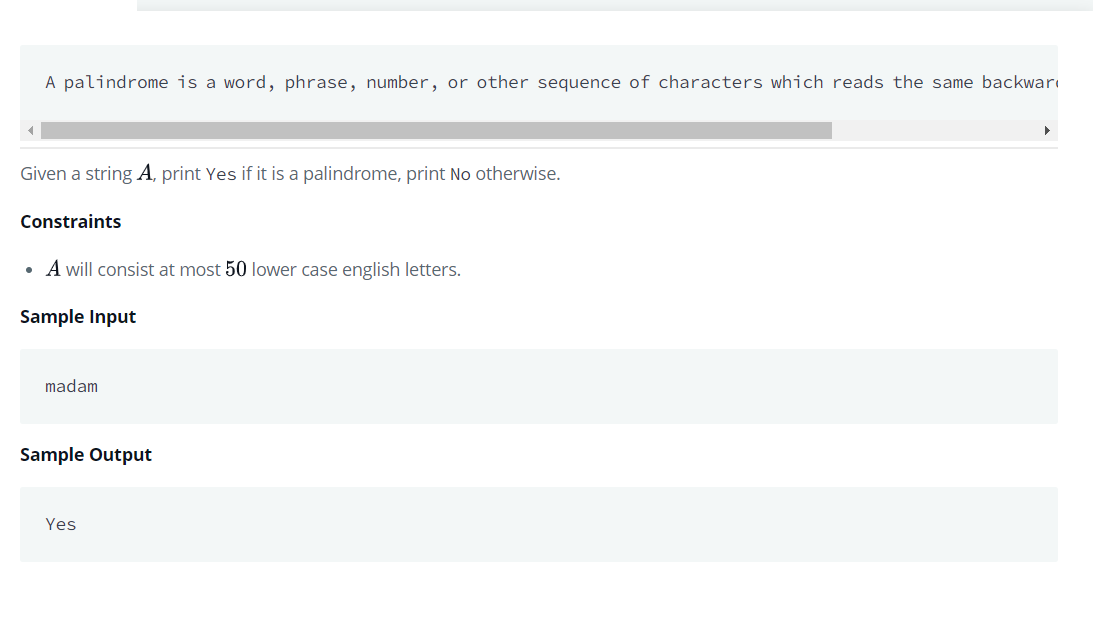 A palindrome is a word, phrase, number, or other sequence of characters which reads the same
Given a string A, print Yes if it is a palindrome, print No otherwise.
Constraints
• A will consist at most 50 lower case english letters.
Sample Input
madam
Sample Output
Yes